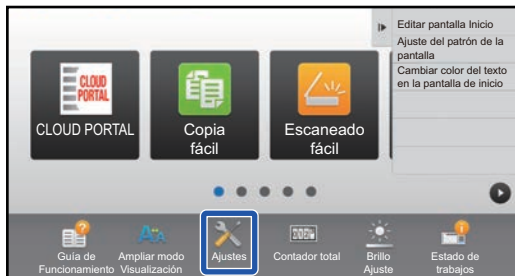 Editar pantalla Inicio
Ajuste del patrón de la
pantalla
Cambiar color del texto
en la pantalla de inicio
CLOUD
PORTAL
CLOUD PORTAL
Copia
fácil
Escaneado
fácil
Guía de
Funcionamiento
Ampliar modo
Visualización
Ajustes
Contador total
Brillo
Ajuste
Estado de
trabajos